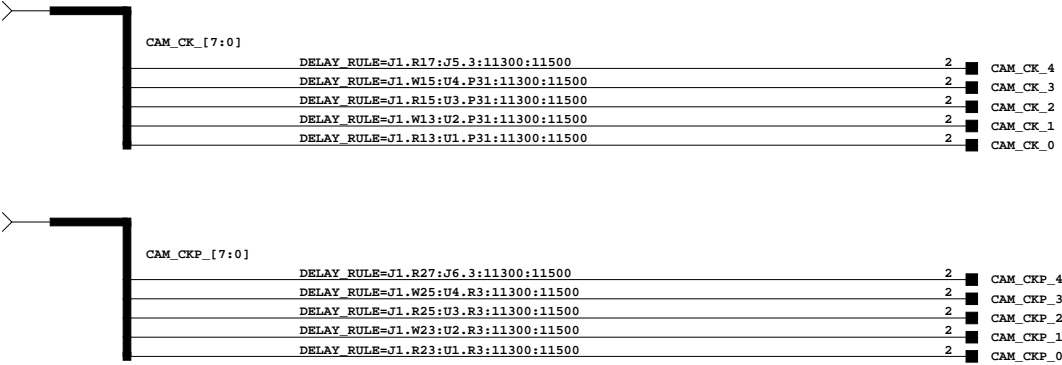 CAM_CK_[7:0]
DELAY_RULE=J1.R17:J5.3:11300:11500 2 CAM_CK_4
DELAY_RULE=J1.W15:U4.P31:11300:11500 2 CAM_CK_3
DELAY_RULE=J1.R15:U3.P31:11300:11500 2 CAM_CK_2
DELAY_RULE=J1.W13:U2.P31:11300:11500 2 CAM_CK_1
DELAY_RULE=J1.R13:U1.P31:11300:11500 2 CAM_CK_0
CAM_CKP_[7:0]
DELAY_RULE=J1.R27:J6.3:11300:11500 2 CAM_CKP_4
DELAY_RULE=J1.W25:U4.R3:11300:11500 2 CAM_CKP_3
DELAY_RULE=J1.R25:U3.R3:11300:11500 2 CAM_CKP_2
DELAY_RULE=J1.W23:U2.R3:11300:11500 2 CAM_CKP_1
DELAY_RULE=J1.R23:U1.R3:11300:11500 2 CAM_CKP_0